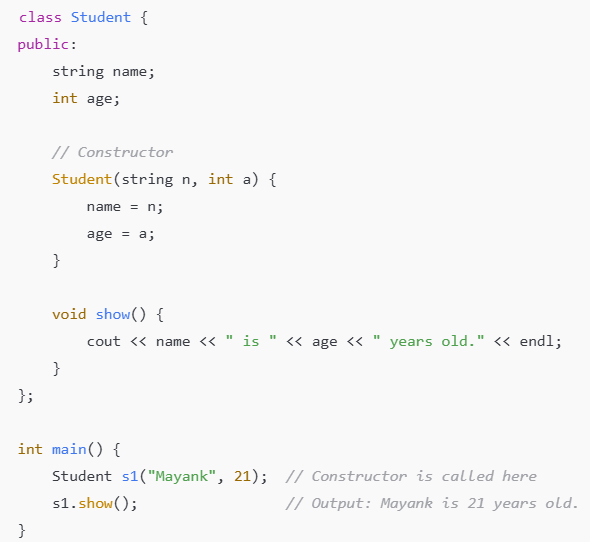 class Student {
public:
    string name;
    int age;

    // Constructor
    Student(string n, int a) {
        name = n;
        age = a;
    }

    void show() {
        cout << name << " is " << age << " years old." << endl;
    }
};

int main() {
    Student s1("Mayank", 21);  // Constructor is called here
    s1.show();                 // Output: Mayank is 21 years old.
}